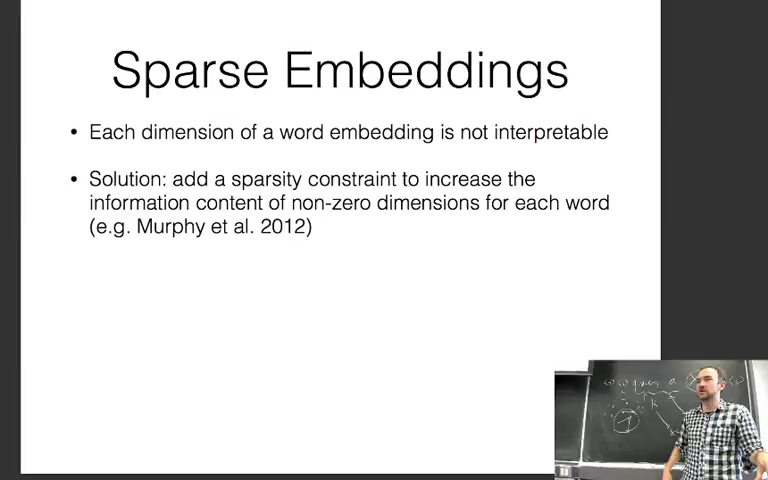 Sparse Embeddings
• Each dimension of a word embedding is not interpretable
• Solution: add a sparsity constraint to increase the
information content of non-zero dimensions for each word
(e.g. Murphy et al. 2012)